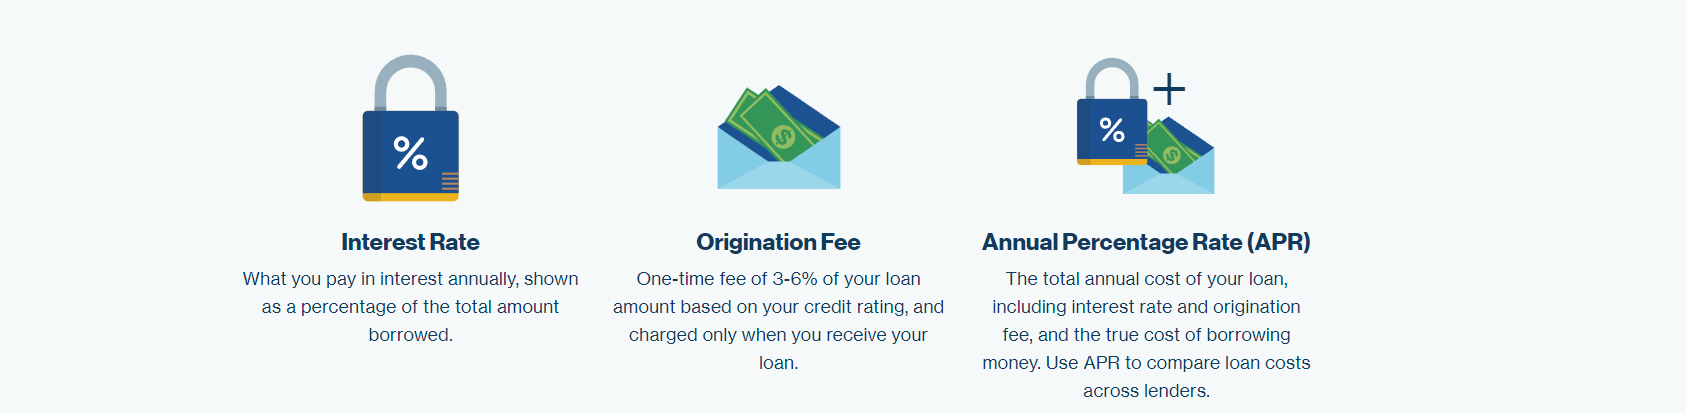 %
$
% +
$
Interest Rate
What you pay in interest annually, shown
as a percentage of the total amount
borrowed.
Origination Fee
One-time fee of 3-6% of your loan
amount based on your credit rating, and
charged only when you receive your
loan.
Annual Percentage Rate (APR)
The total annual cost of your loan,
including interest rate and origination
fee, and the true cost of borrowing
money. Use APR to compare loan costs
across lenders.